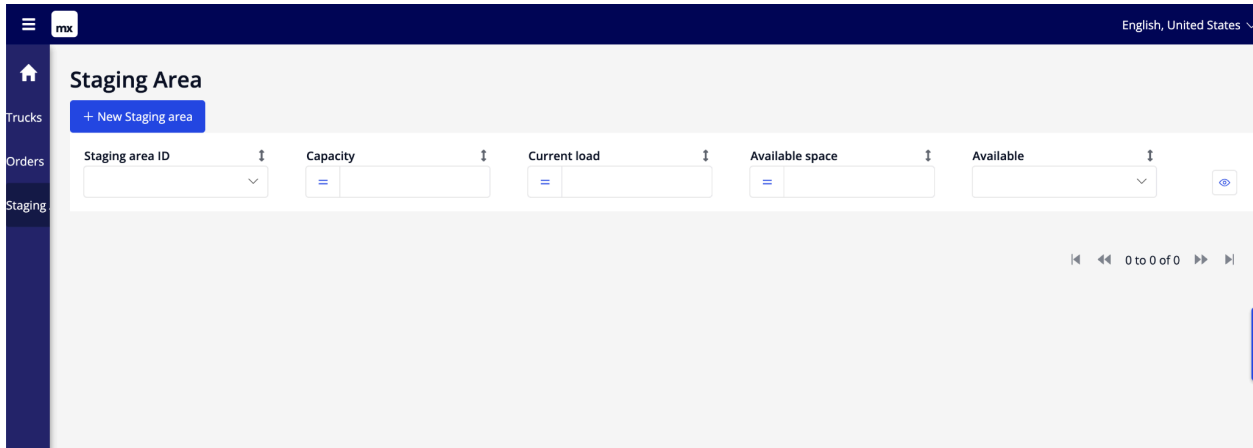 mx
English, United States
Staging Area
Trucks
+ New Staging area
Orders
Staging area ID
Capacity
Current load
Available space
Available
=
=
=
Staging
0 to 0 of 0